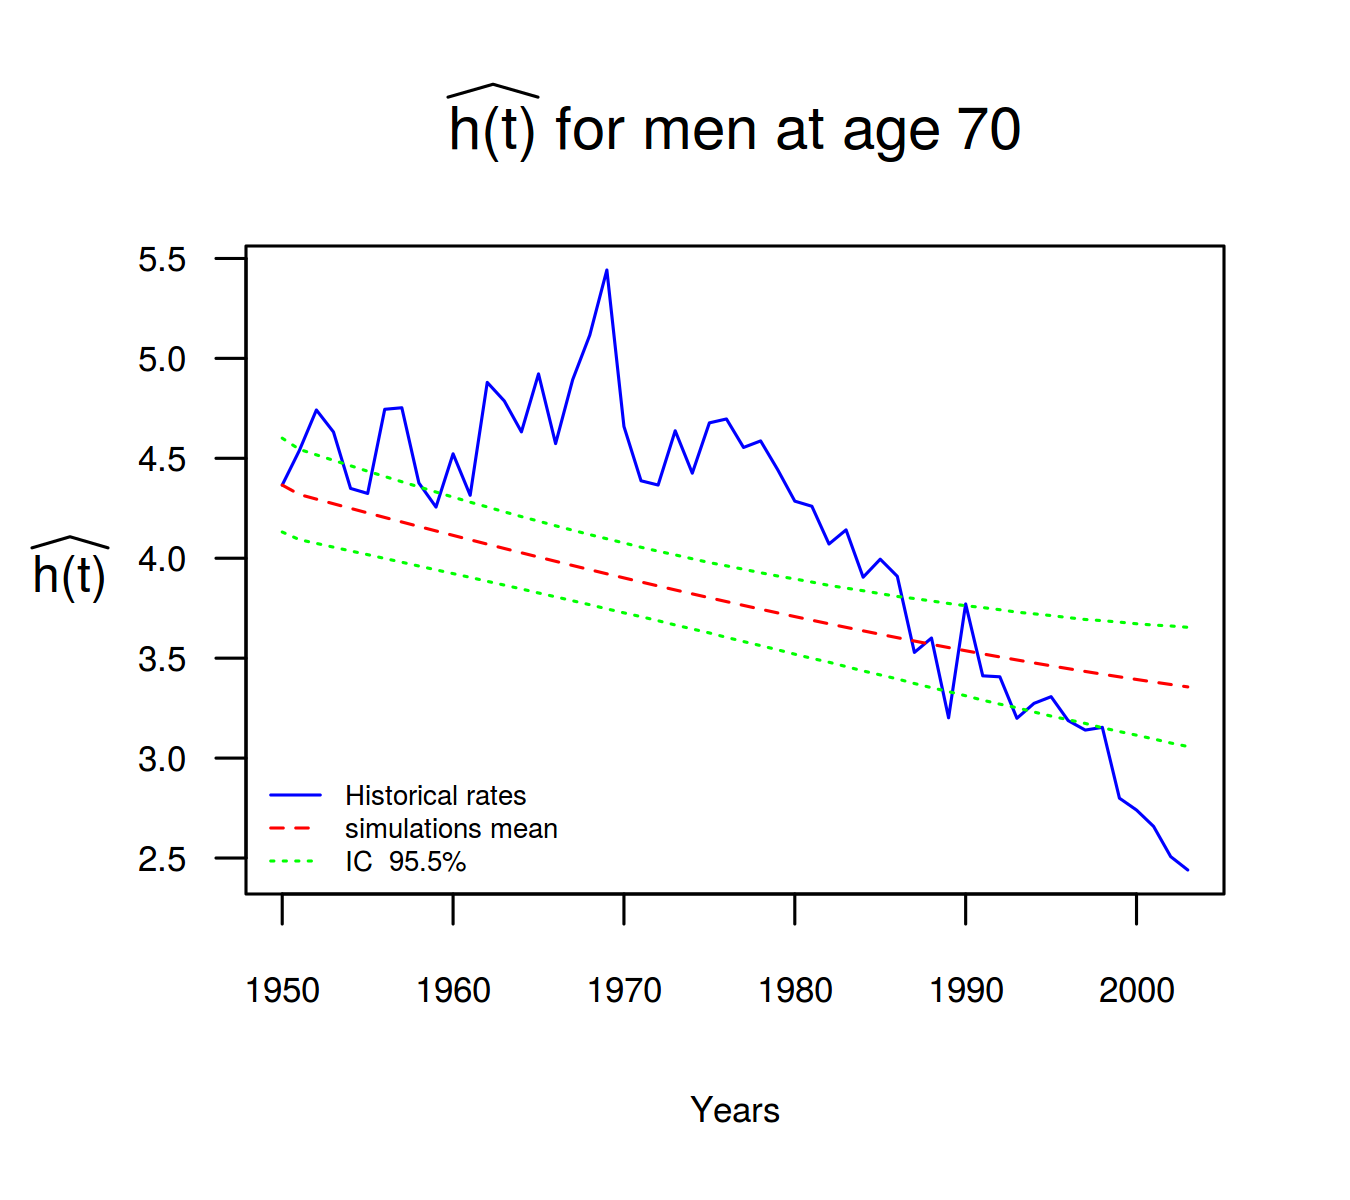 h(t) for men at age 70
5.5
5.0
4.5
4.0
3.5
3.0
2.5
h(t)
Historical rates
simulations mean
IC 95.5%
1950 1960 1970 1980 1990 2000
Years